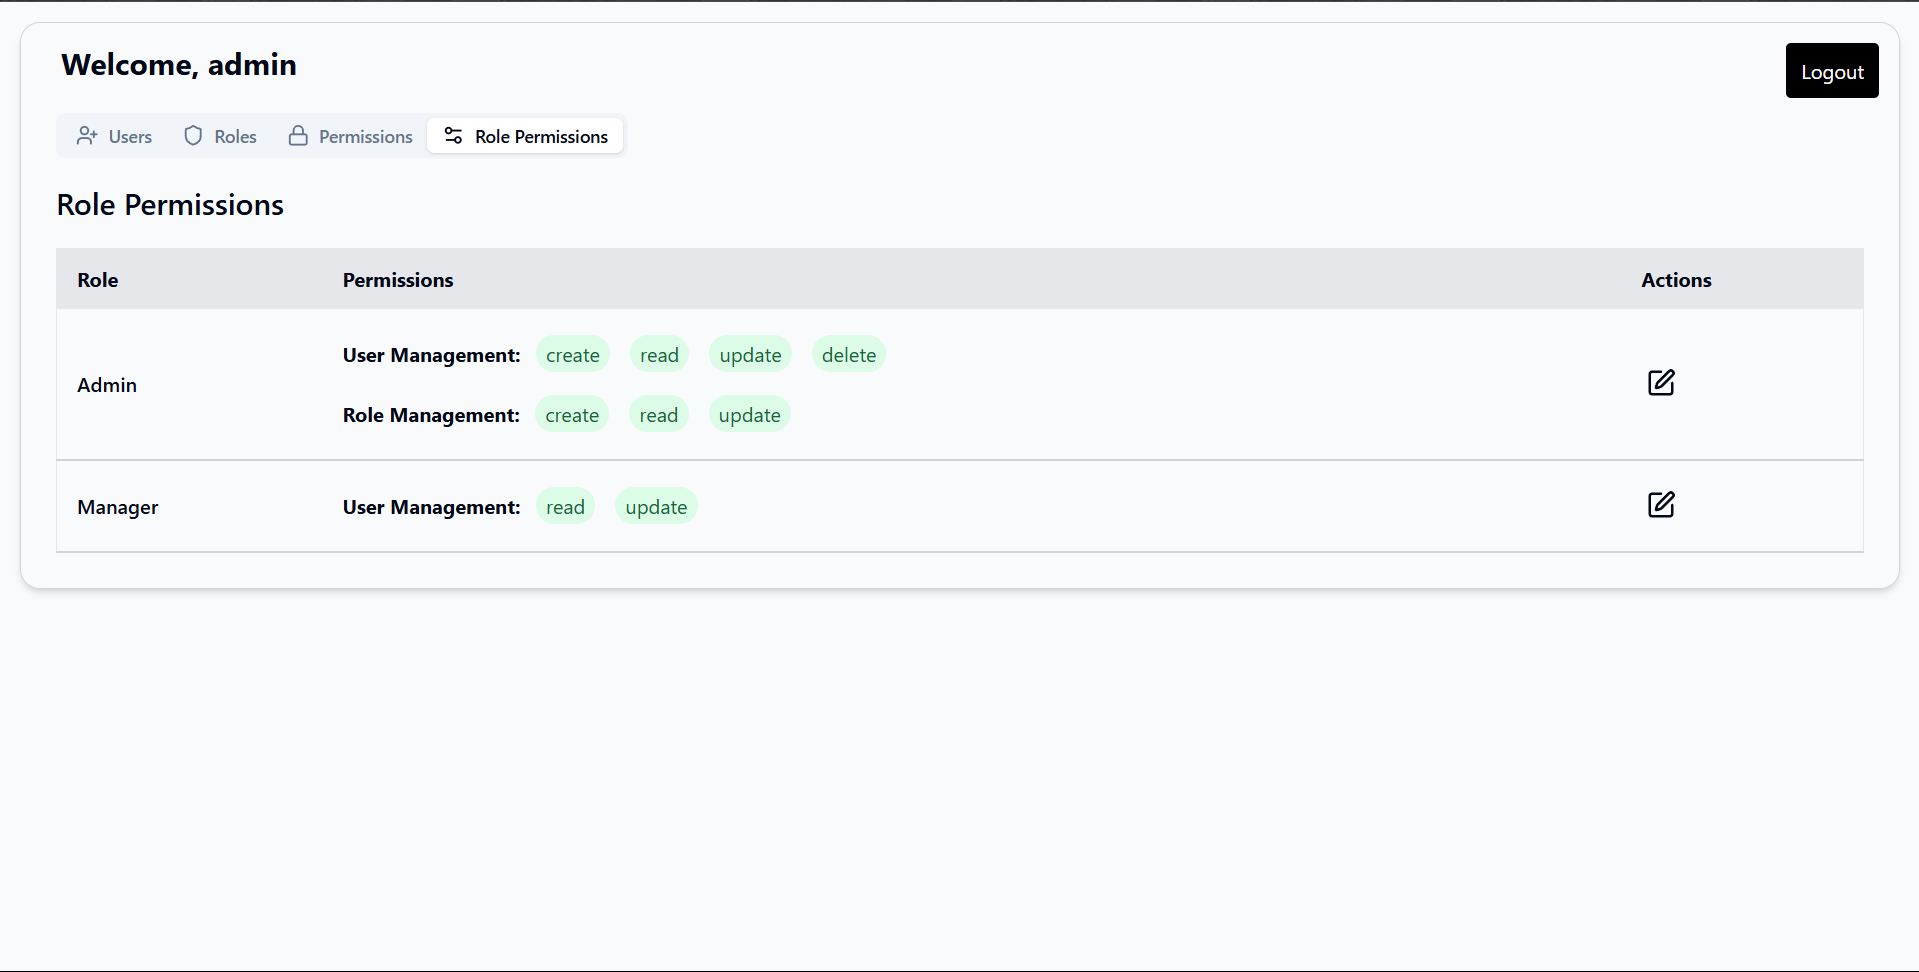 Welcome, admin
Logout
Users Roles Permissions Role Permissions
Role Permissions
Role Permissions Actions
User Management: create read update delete
Admin
Role Management: create read update
Manager User Management: read update